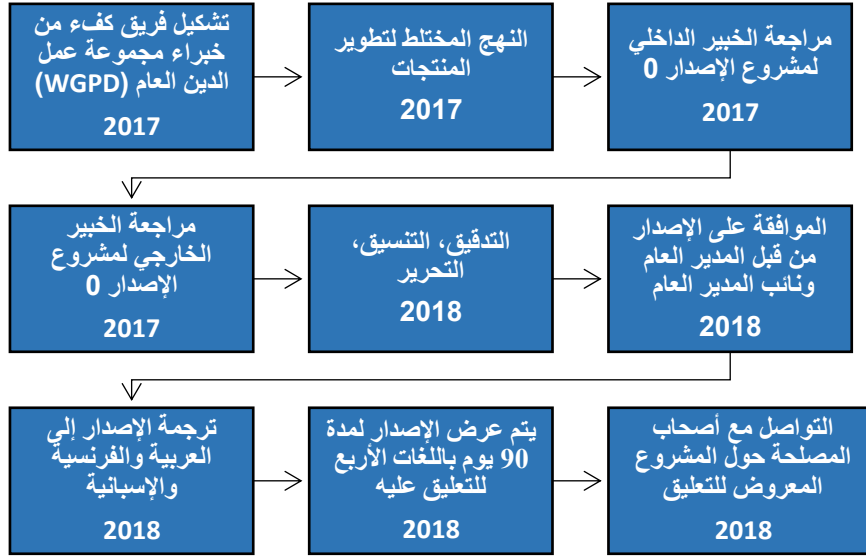 تشكيل فريق كفء من
خبراء مجموعة عمل
الدين العام (WGPD)
2017
النهج المختلط لتطوير
المنتجات
2017
مراجعة الخبير الداخلي
لمشروع الإصدار 0
2017
مراجعة الخبير
الخارجي لمشروع
الإصدار 0
2017
التدقيق، التنسيق،
التحرير
2018
الموافقة على الإصدار
من قبل المدير العام
ونائب المدير العام
2018
ترجمة الإصدار إلى
العربية والفرنسية
والإسبانية
2018
يتم عرض الإصدار لمدة
90 يوم باللغات الأربع
للتعليق عليه
2018
التواصل مع أصحاب
المصلحة حول المشروع
المعروض للتعليق
2018